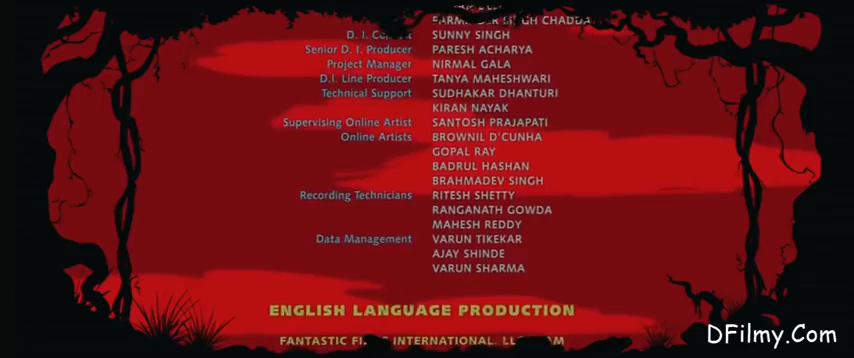 SINGH CHADDA
D. I. SUNNY SINGH
Senior D. I. Producer PARESH ACHARYA
Project Manager NIRMAL GALA
D.I. Line Producer TANYA MAHESHWARI
Technical Support SUDHAKAR DHANTURI
KIRAN NAYAK
Supervising Online Artist SANTOSH PRAJAPATI
Online Artists BROWNIL D'CUNHA
GOPAL RAY
BADRUL HASHAN
BRAHMADEV SINGH
Recording Technicians RITESH SHETTY
RANGANATH GOWDA
MAHESH REDDY
Data Management VARUN TIKEKAR
AJAY SHINDE
VARUN SHARMA
ENGLISH LANGUAGE PRODUCTION
FANTASTIC INTERNATIONAL,
DFilmy.Com